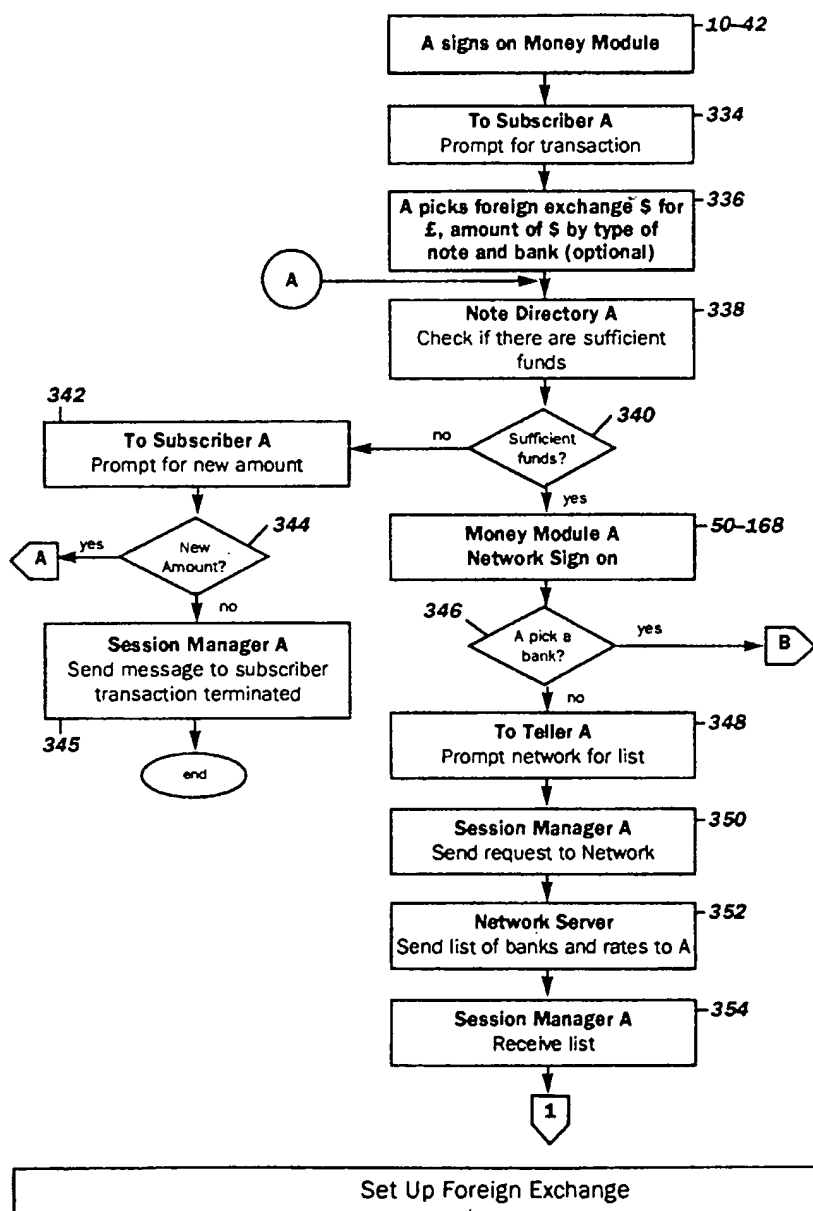 10–42
A signs on Money Module
334
To Subscriber A
Prompt for transaction
336
A picks foreign exchange $ for
£, amount of $ by type of
note and bank (optional)
A
338
Note Directory A
Check if there are sufficient
funds
342
340
To Subscriber A
Prompt for new amount
no
Sufficient
funds?
yes
344
A
yes
New
Amount?
no
50–168
Money Module A
Network Sign on
346
A pick a
bank?
yes
B
no
Session Manager A
Send message to subscriber
transaction terminated
345
end
348
To Teller A
Prompt network for list
350
Session Manager A
Send request to Network
352
Network Server
Send list of banks and rates to A
354
Session Manager A
Receive list
1
Set Up Foreign Exchange